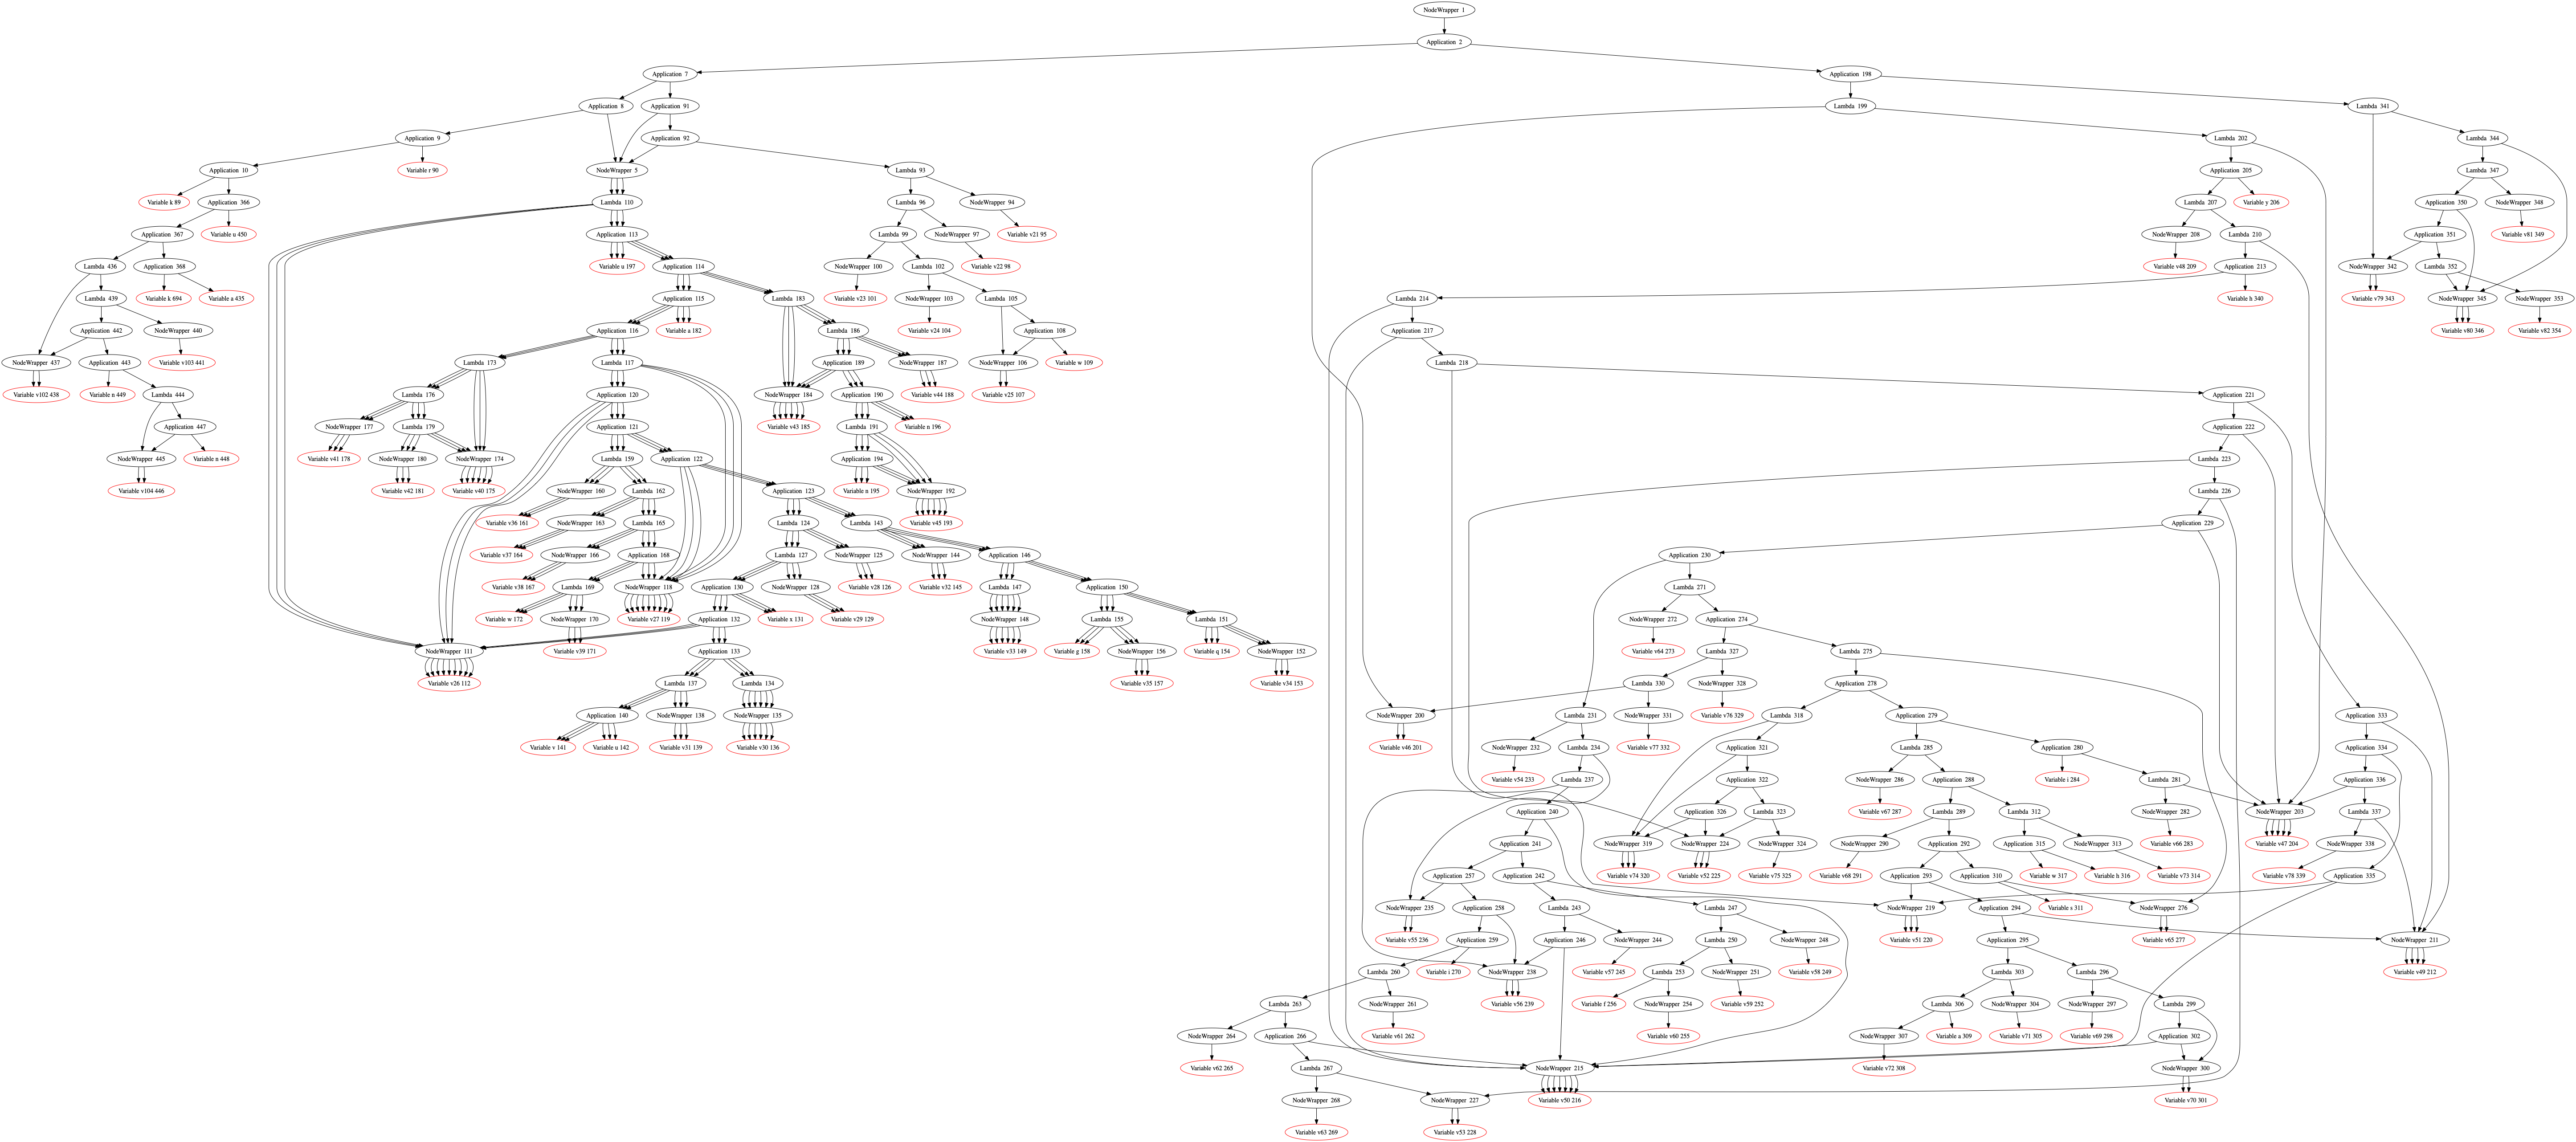 NodeWrapper 1
Application 2
Application 7 Application 198
Application 8 Application 91 Lambda 199 Lambda 341
Application 9 Application 92 Lambda 202 Lambda 344
Application 10 Variable r 90 NodeWrapper 5 Lambda 93 Application 205 Lambda 347
Variable k 89 Application 366 Lambda 110 Lambda 96 NodeWrapper 94 Lambda 207 Variable y 206 Application 350 NodeWrapper 348
Application 367 Variable u 450 Application 113 Lambda 99 NodeWrapper 97 Variable v21 95 NodeWrapper 208 Lambda 210 Application 351 Variable v81 349
Lambda 436 Application 368 Variable u 197 Application 114 NodeWrapper 100 Lambda 102 Variable v22 98 Variable v48 209 Application 213 NodeWrapper 342 Lambda 352
Lambda 439 Variable k 694 Variable a 435 Application 115 Lambda 183 Variable v23 101 NodeWrapper 103 Lambda 105 Lambda 214 Variable h 340 Variable v79 343 NodeWrapper 345 NodeWrapper 353
Application 442 NodeWrapper 440 Application 116 Variable a 182 Lambda 186 Variable v24 104 Application 108 Application 217 Variable v80 346 Variable v82 354
NodeWrapper 437 Application 443 Variable v103 441 Lambda 173 Lambda 117 Application 189 NodeWrapper 187 NodeWrapper 106 Variable w 109 Lambda 218
Variable v102 438 Variable n 449 Lambda 444 Lambda 176 Application 120 NodeWrapper 184 Application 190 Variable v44 188 Variable v25 107 Application 221
Application 447 NodeWrapper 177 Lambda 179 Application 121 Variable v43 185 Lambda 191 Variable n 196 Application 222
NodeWrapper 445 Variable n 448 Variable v41 178 NodeWrapper 180 NodeWrapper 174 Lambda 159 Application 122 Application 194 Lambda 223
Variable v104 446 Variable v42 181 Variable v40 175 NodeWrapper 160 Lambda 162 Application 123 Variable n 195 NodeWrapper 192 Lambda 226
Variable v36 161 NodeWrapper 163 Lambda 165 Lambda 124 Lambda 143 Variable v45 193 Application 229
Variable v37 164 NodeWrapper 166 Application 168 Lambda 127 NodeWrapper 125 NodeWrapper 144 Application 146 Application 230
Variable v38 167 Lambda 169 NodeWrapper 118 Application 130 NodeWrapper 128 Variable v28 126 Variable v32 145 Lambda 147 Application 150 Lambda 271
Variable w 172 NodeWrapper 170 Variable v27 119 Application 132 Variable x 131 Variable v29 129 NodeWrapper 148 Lambda 155 Lambda 151 NodeWrapper 272 Application 274
NodeWrapper 111 Variable v39 171 Application 133 Variable v33 149 Variable g 158 NodeWrapper 156 Variable q 154 NodeWrapper 152 Variable v64 273 Lambda 327 Lambda 275
Variable v26 112 Lambda 137 Lambda 134 Variable v35 157 Variable v34 153 Lambda 330 NodeWrapper 328 Application 278
Application 140 NodeWrapper 138 NodeWrapper 135 NodeWrapper 200 Lambda 231 NodeWrapper 331 Variable v76 329 Lambda 318 Application 279 Application 333
Variable v 141 Variable u 142 Variable v31 139 Variable v30 136 Variable v46 201 NodeWrapper 232 Lambda 234 Variable v77 332 Application 321 Lambda 285 Application 280 Application 334
Variable v54 233 Lambda 237 Application 322 NodeWrapper 286 Application 288 Variable i 284 Lambda 281 Application 336
Application 240 Application 326 Lambda 323 Variable v67 287 Lambda 289 Lambda 312 NodeWrapper 282 NodeWrapper 203 Lambda 337
Application 241 NodeWrapper 319 NodeWrapper 224 NodeWrapper 324 NodeWrapper 290 Application 292 Application 315 NodeWrapper 313 Variable v66 283 Variable v47 204 NodeWrapper 338
Application 257 Application 242 Variable v74 320 Variable v52 225 Variable v75 325 Variable v68 291 Application 293 Application 310 Variable w 317 Variable h 316 Variable v73 314 Variable v78 339 Application 335
NodeWrapper 235 Application 258 Lambda 243 Lambda 247 NodeWrapper 219 Application 294 Variable s 311 NodeWrapper 276
Variable v55 236 Application 259 Application 246 NodeWrapper 244 Lambda 250 NodeWrapper 248 Variable v51 220 Application 295 Variable v65 277 NodeWrapper 211
Lambda 260 Variable i 270 NodeWrapper 238 Variable v57 245 Lambda 253 NodeWrapper 251 Variable v58 249 Lambda 303 Lambda 296 Variable v49 212
Lambda 263 NodeWrapper 261 Variable v56 239 Variable f 256 NodeWrapper 254 Variable v59 252 Lambda 306 NodeWrapper 304 NodeWrapper 297 Lambda 299
NodeWrapper 264 Application 266 Variable v61 262 Variable v60 255 NodeWrapper 307 Variable a 309 Variable v71 305 Variable v69 298 Application 302
Variable v62 265 Lambda 267 NodeWrapper 215 Variable v72 308 NodeWrapper 300
NodeWrapper 268 NodeWrapper 227 Variable v50 216 Variable v70 301
Variable v63 269 Variable v53 228